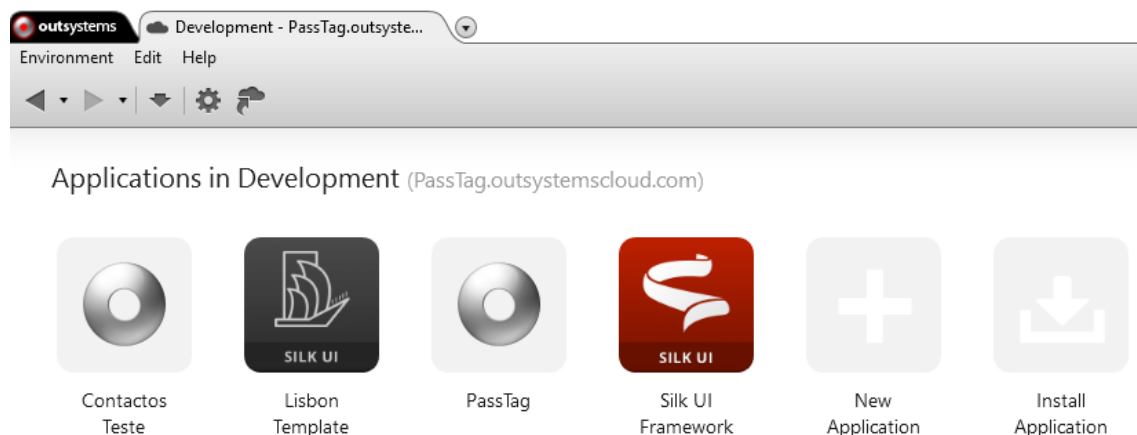 outsystems Development - PassTag.outsyste...
Environment Edit Help
Applications in Development (PassTag.outsystemscloud.com)
SILK UI SILK UI
Contactos Lisbon PassTag Silk UI New Install
Teste Template Framework Application Application